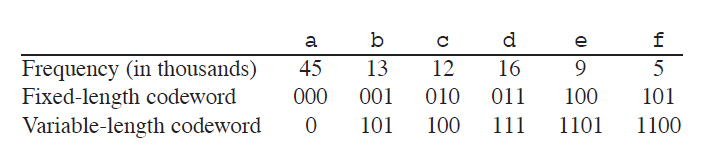 a b c d e f
Frequency (in thousands) 45 13 12 16 9 5
Fixed-length codeword 000 001 010 011 100 101
Variable-length codeword 0 101 100 111 1101 1100